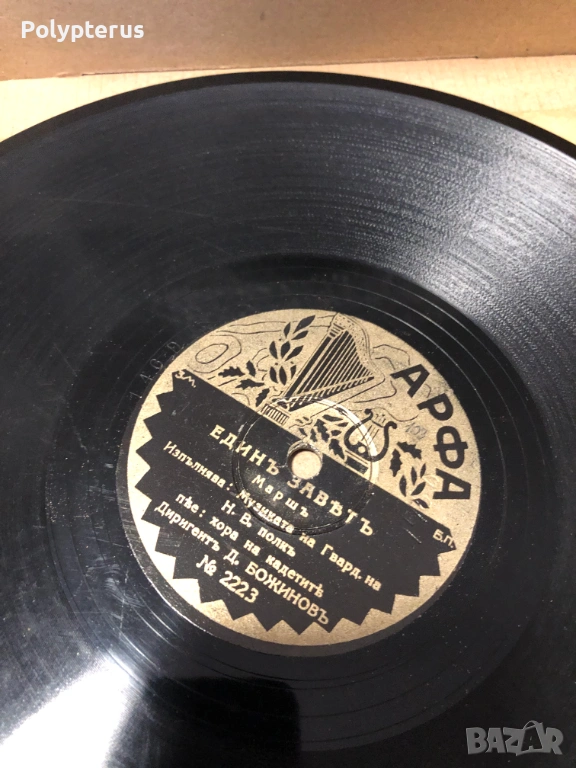 Polypterus
АРФА
ЗМ.
Б.П.
ЕДИНЪ ЗАВѢТЪ
Маршъ
Изпълнява: Музиката на Гвард. на
Н. В. полкъ
пѣе: хора на кадетитѣ
Диригентъ Д. БОЖИНОВЪ
№ 2223
BAZAR